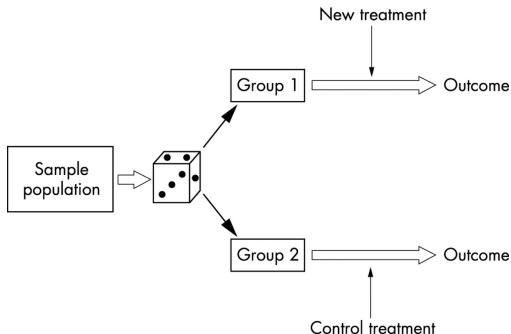 New treatment
Group 1
Outcome
Sample
population
Group 2
Outcome
Control treatment